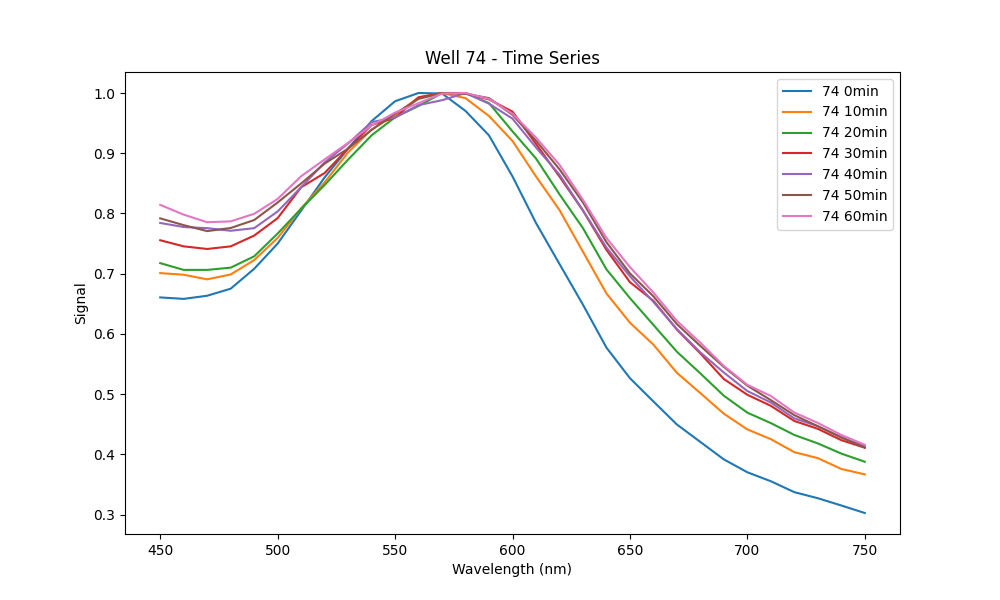 Well 74 - Time Series
1.0
0.9
0.8
0.7
0.6
0.5
0.4
0.3
Signal
450
500
550
600
650
700
750
Wavelength (nm)
74 0min
74 10min
74 20min
74 30min
74 40min
74 50min
74 60min